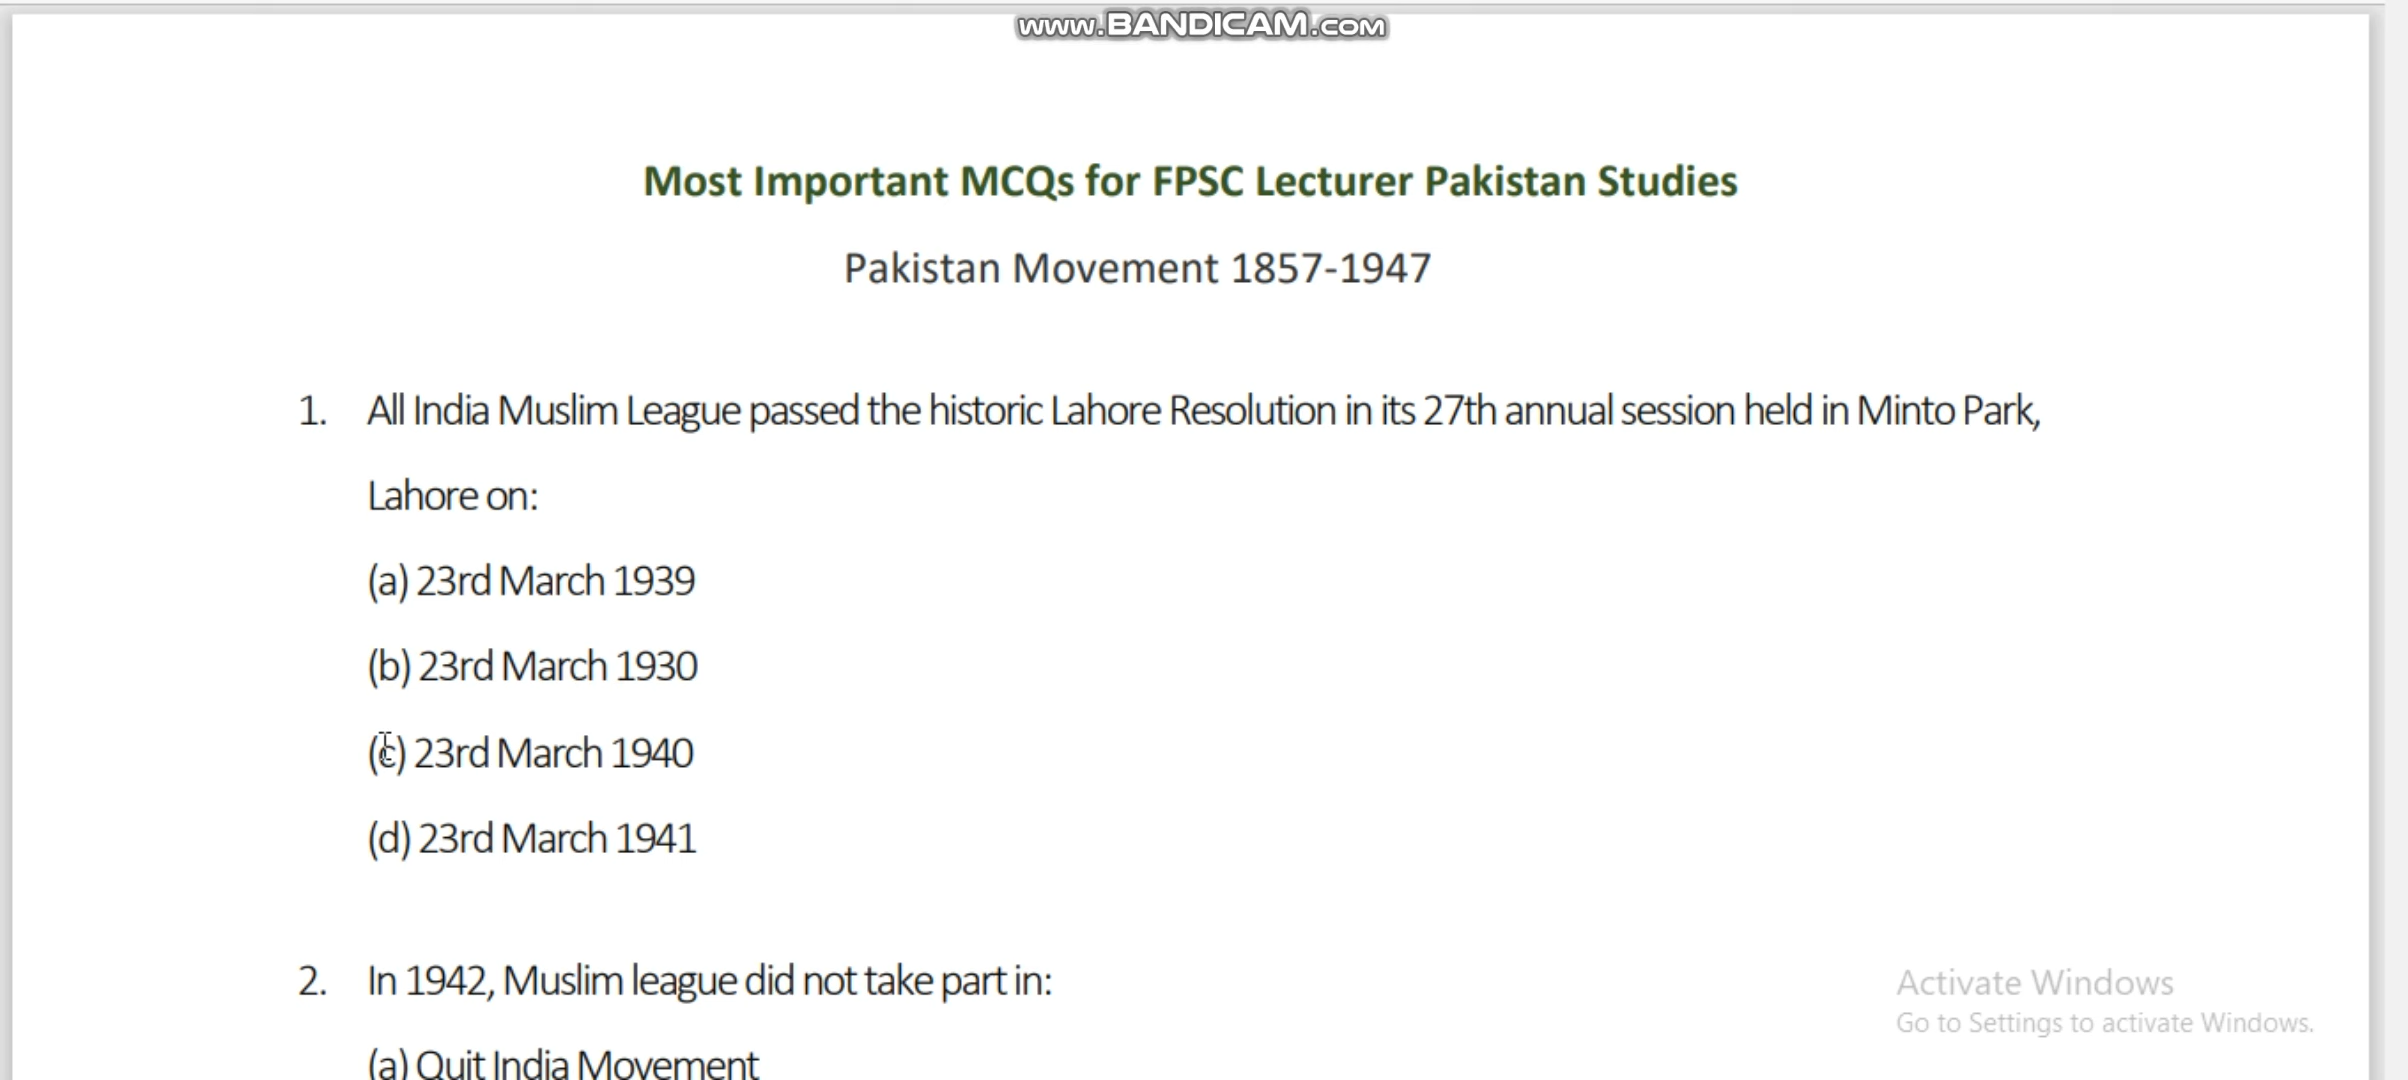 www.BANDICAM.com
Most Important MCQs for FPSC Lecturer Pakistan Studies
Pakistan Movement 1857-1947
1. All India Muslim League passed the historic Lahore Resolution in its 27th annual session held in Minto Park,
Lahore on:
(a) 23rd March 1939
(b) 23rd March 1930
(c) 23rd March 1940
(d) 23rd March 1941
2. In 1942, Muslim league did not take part in:
Activate Windows
Go to Settings to activate Windows.
(a) Quit India Movement